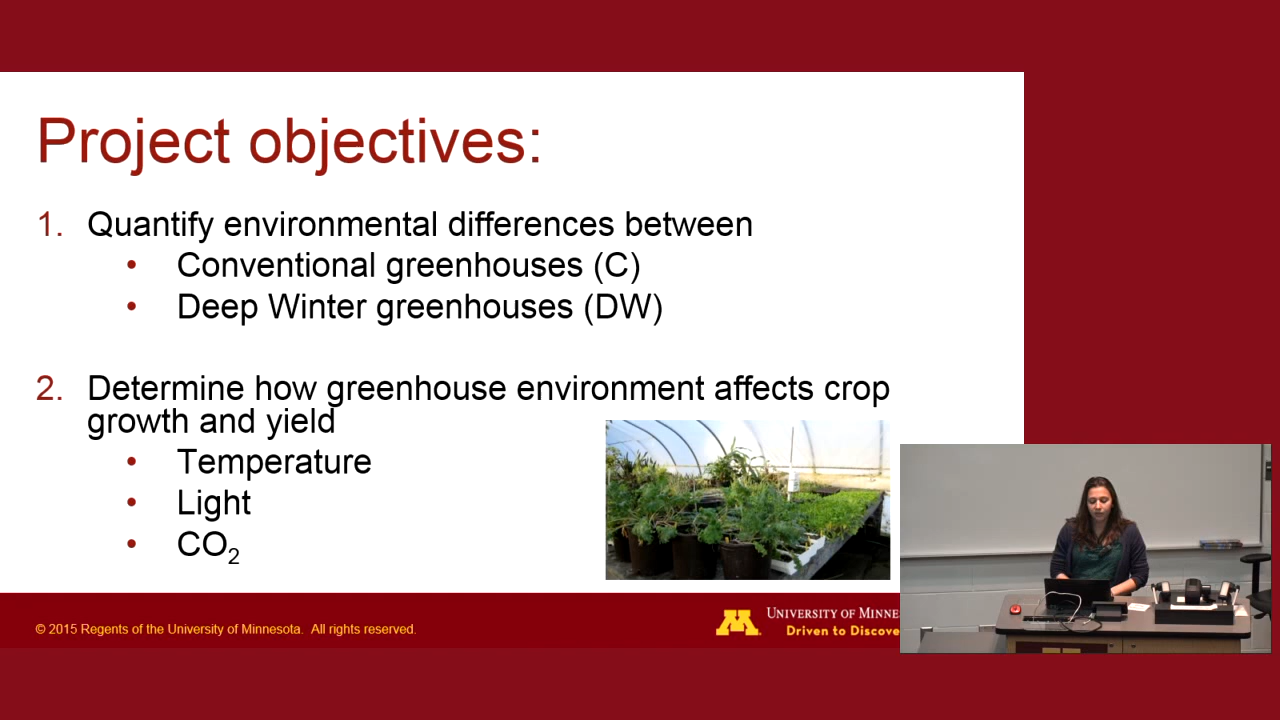 Project objectives:
1. Quantify environmental differences between
• Conventional greenhouses (C)
• Deep Winter greenhouses (DW)
2. Determine how greenhouse environment affects crop
growth and yield
• Temperature
• Light
• CO₂
© 2015 Regents of the University of Minnesota. All rights reserved.
M
UNIVERSITY OF MINNE
Driven to Discove